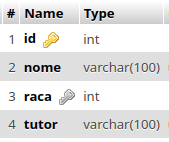 # Name Type
1 id int
2 nome varchar(100)
3 raca int
4 tutor varchar(100)